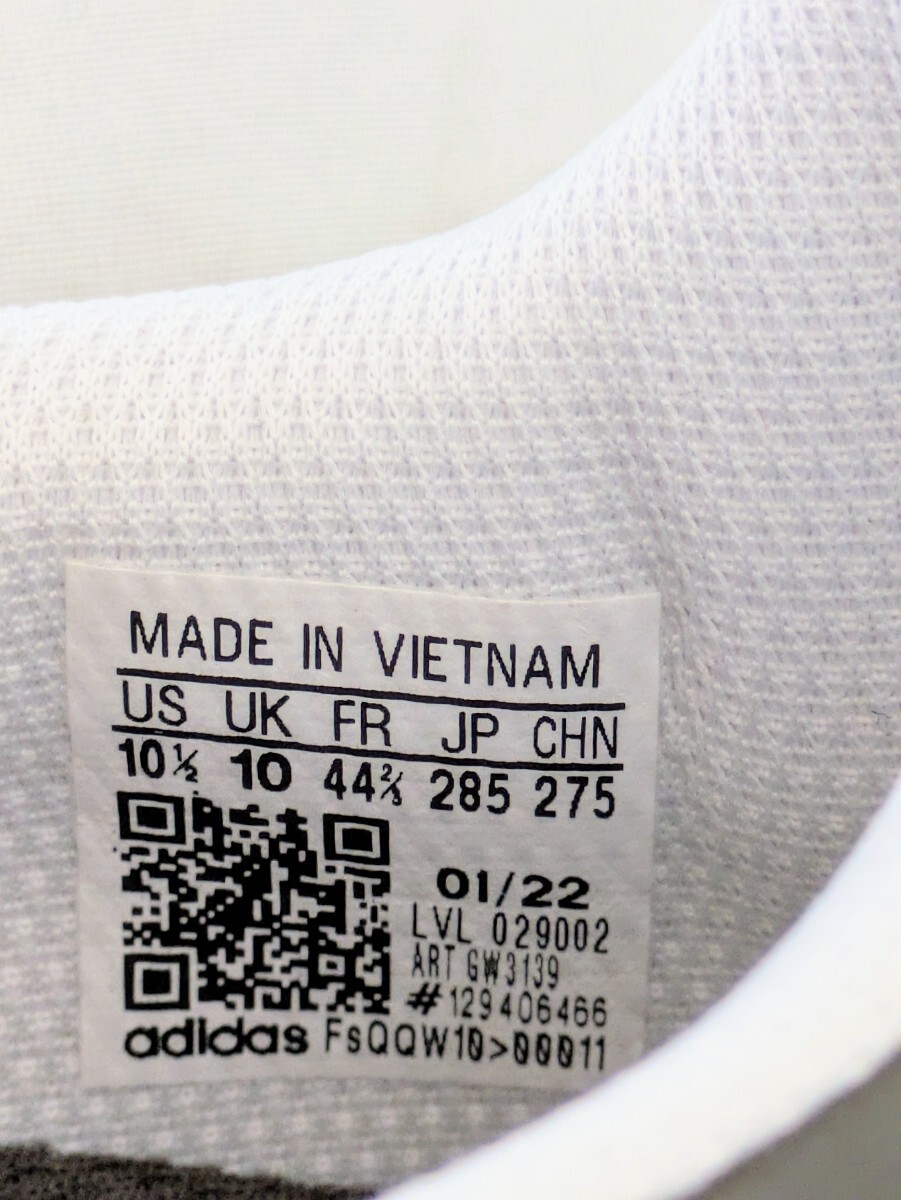 MADE IN VIETNAM
US UK FR JP CHN
10½ 10 44⅔ 285 275
01/22
LVL 029002
ART GW3139
#129406466
adidas FsQQW10>00011